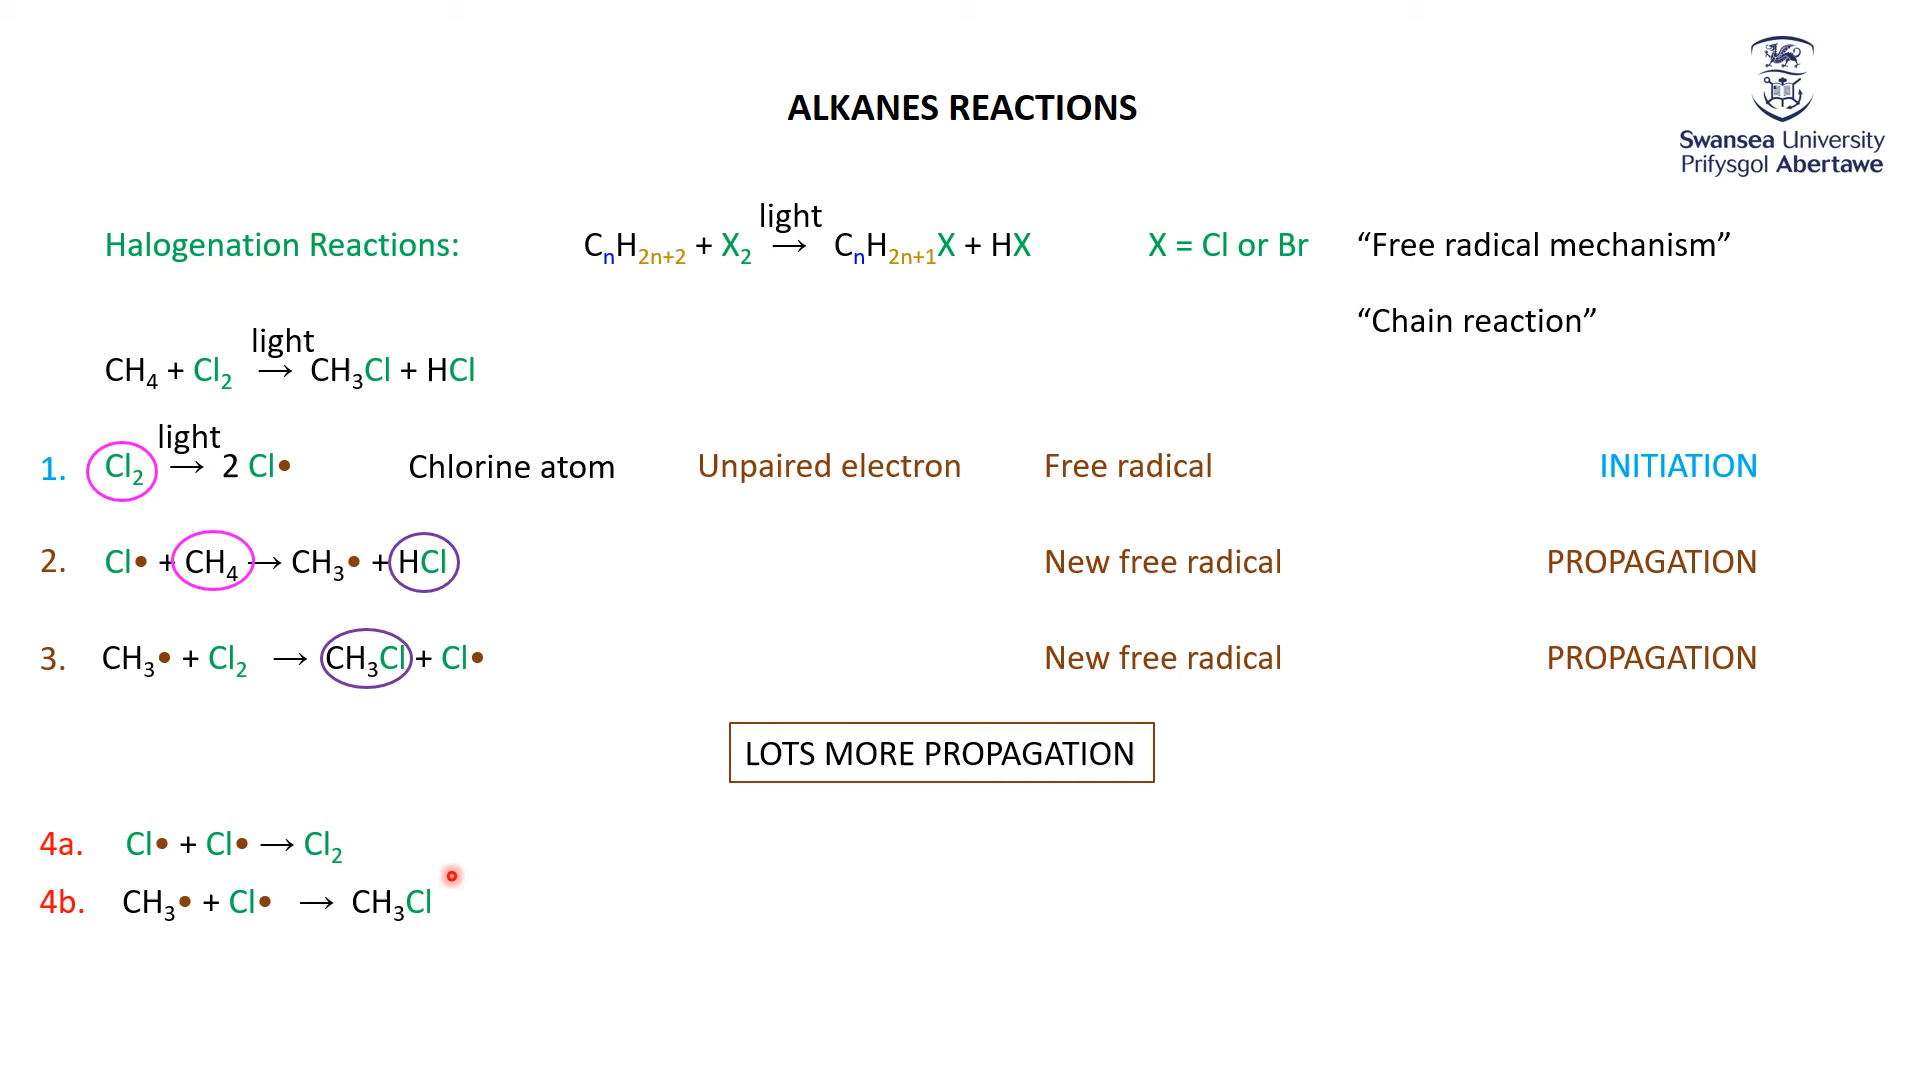 ALKANES REACTIONS
Swansea University
Prifysgol Abertawe
Halogenation Reactions: CₙH₂ₙ₊₂ + X₂ light → CₙH₂ₙ₊₁X + HX X = Cl or Br “Free radical mechanism”
“Chain reaction”
CH₄ + Cl₂ light → CH₃Cl + HCl
1. Cl₂ light → 2 Cl• Chlorine atom Unpaired electron Free radical INITIATION
2. Cl• + CH₄ → CH₃• + HCl New free radical PROPAGATION
3. CH₃• + Cl₂ → CH₃Cl + Cl• New free radical PROPAGATION
LOTS MORE PROPAGATION
4a. Cl• + Cl• → Cl₂
4b. CH₃• + Cl• → CH₃Cl